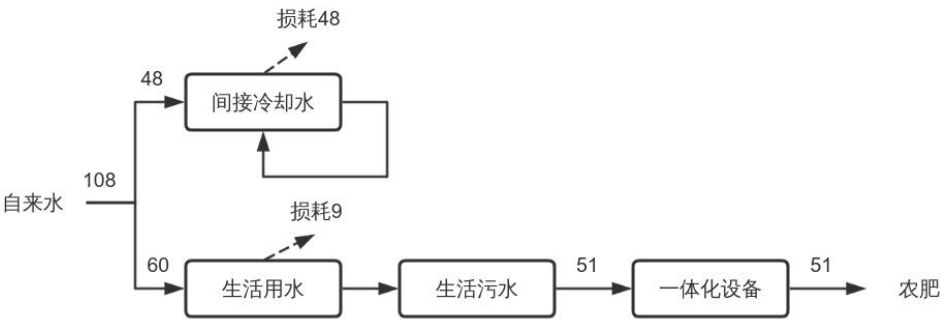 损耗48
48
间接冷却水
108
自来水
损耗9
60
生活用水
生活污水
51
一体化设备
51
农肥